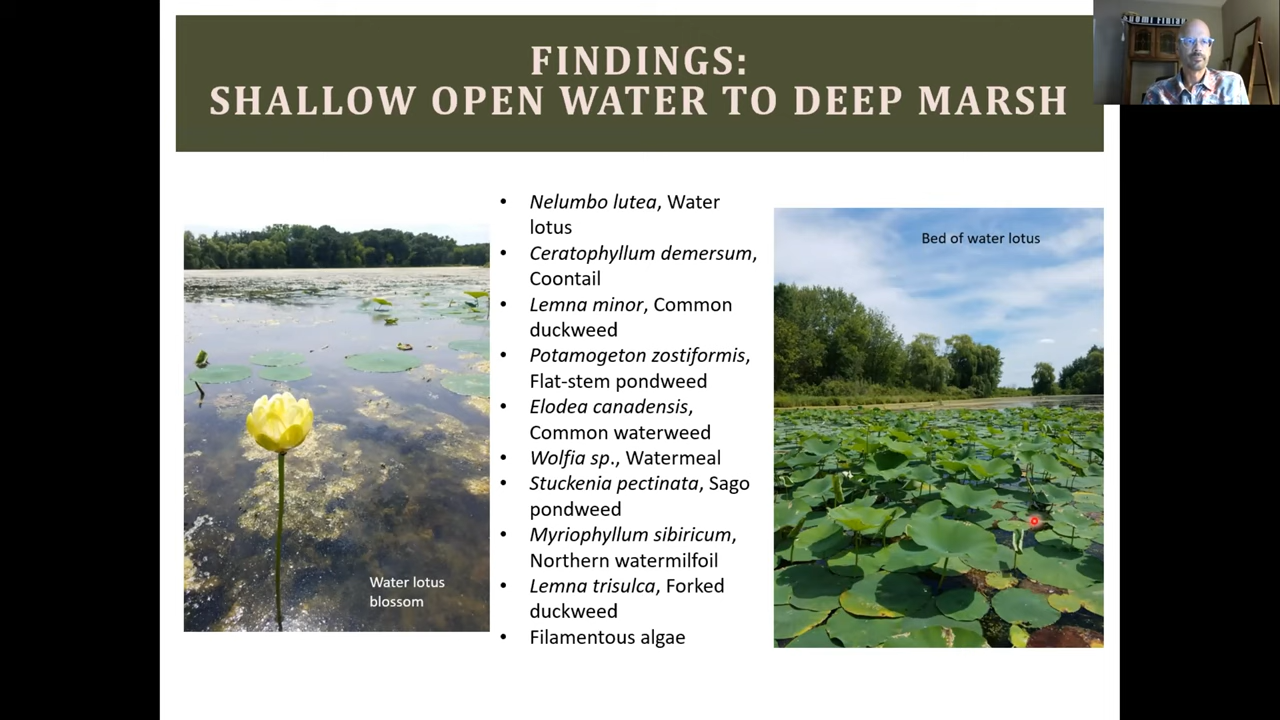 FINDINGS:
SHALLOW OPEN WATER TO DEEP MARSH
• Nelumbo lutea, Water
lotus
• Ceratophyllum demersum,
Coontail
• Lemna minor, Common
duckweed
• Potamogeton zostiformis,
Flat-stem pondweed
• Elodea canadensis,
Common waterweed
• Wolfia sp., Watermeal
• Stuckenia pectinata, Sago
pondweed
• Myriophyllum sibiricum,
Northern watermilfoil
• Lemna trisulca, Forked
duckweed
• Filamentous algae
Water lotus
blossom
Bed of water lotus